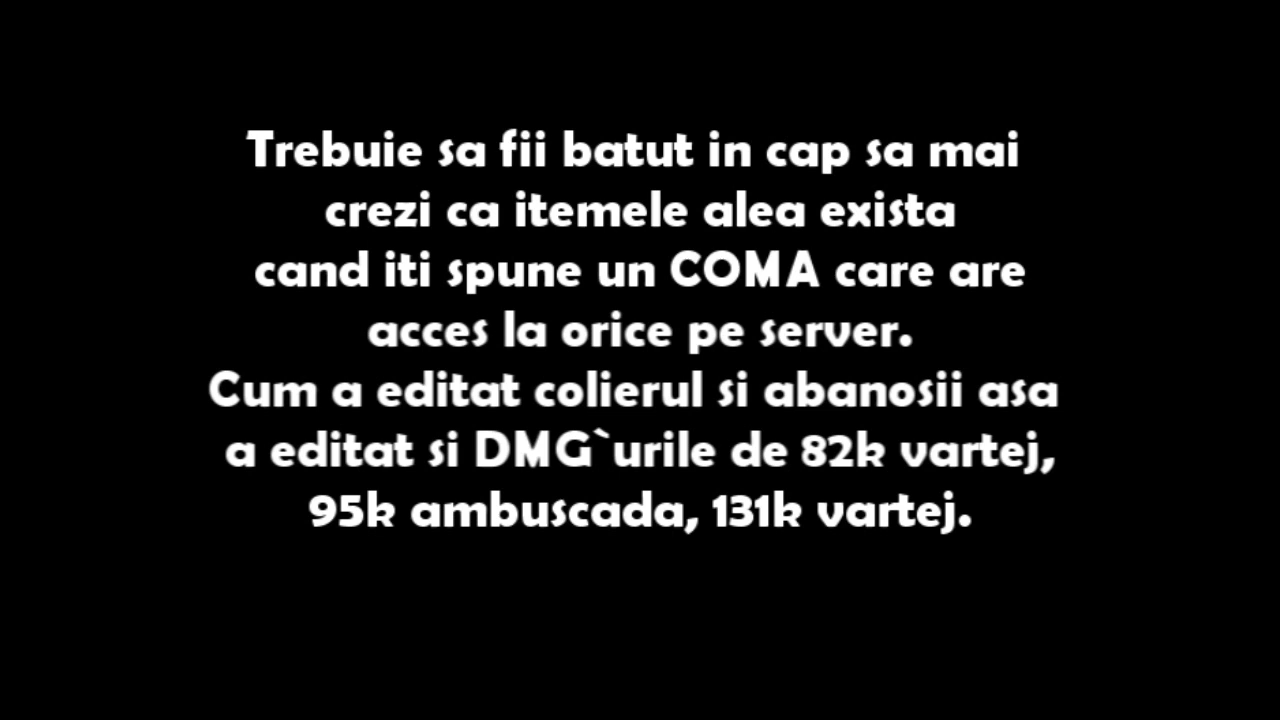 Trebuie sa fii batut in cap sa mai
crezi ca itemele alea exista
cand iti spune un COMA care are
acces la orice pe server.
Cum a editat colierul si abanosii asa
a editat si DMG`urile de 82k vartej,
95k ambuscada, 131k vartej.